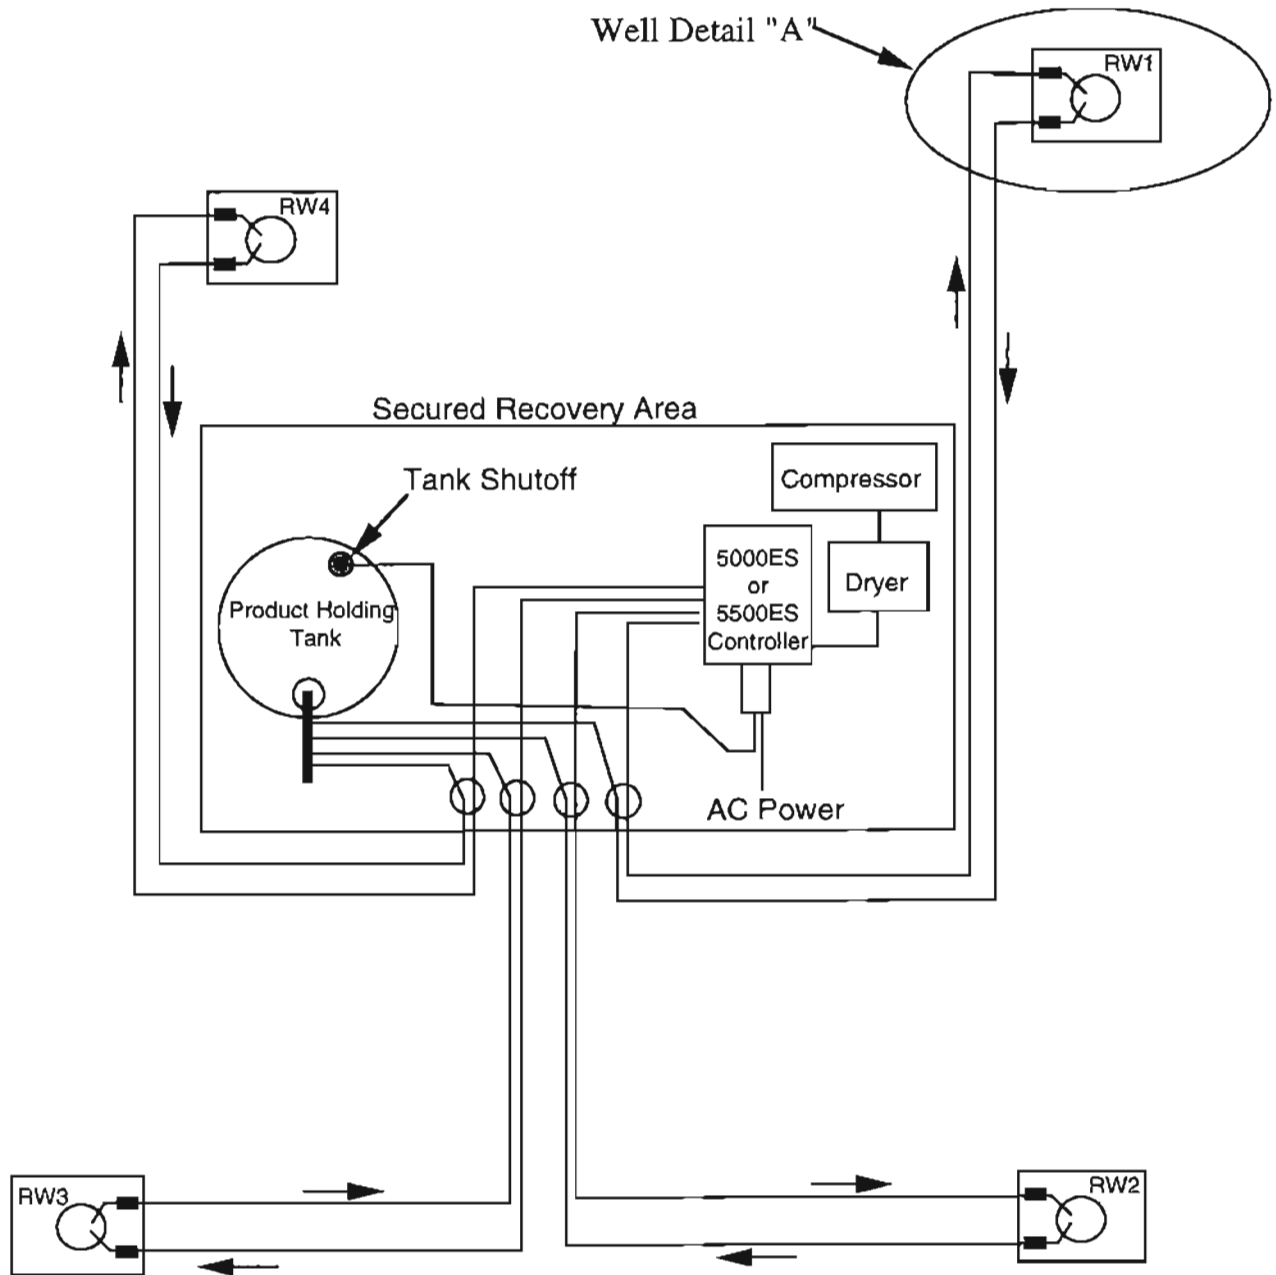 Well Detail "A"
RW1
RW4
Secured Recovery Area
Tank Shutoff
Compressor
5000ES
or
5500ES
Controller
Dryer
Product Holding
Tank
AC Power
RW3
RW2